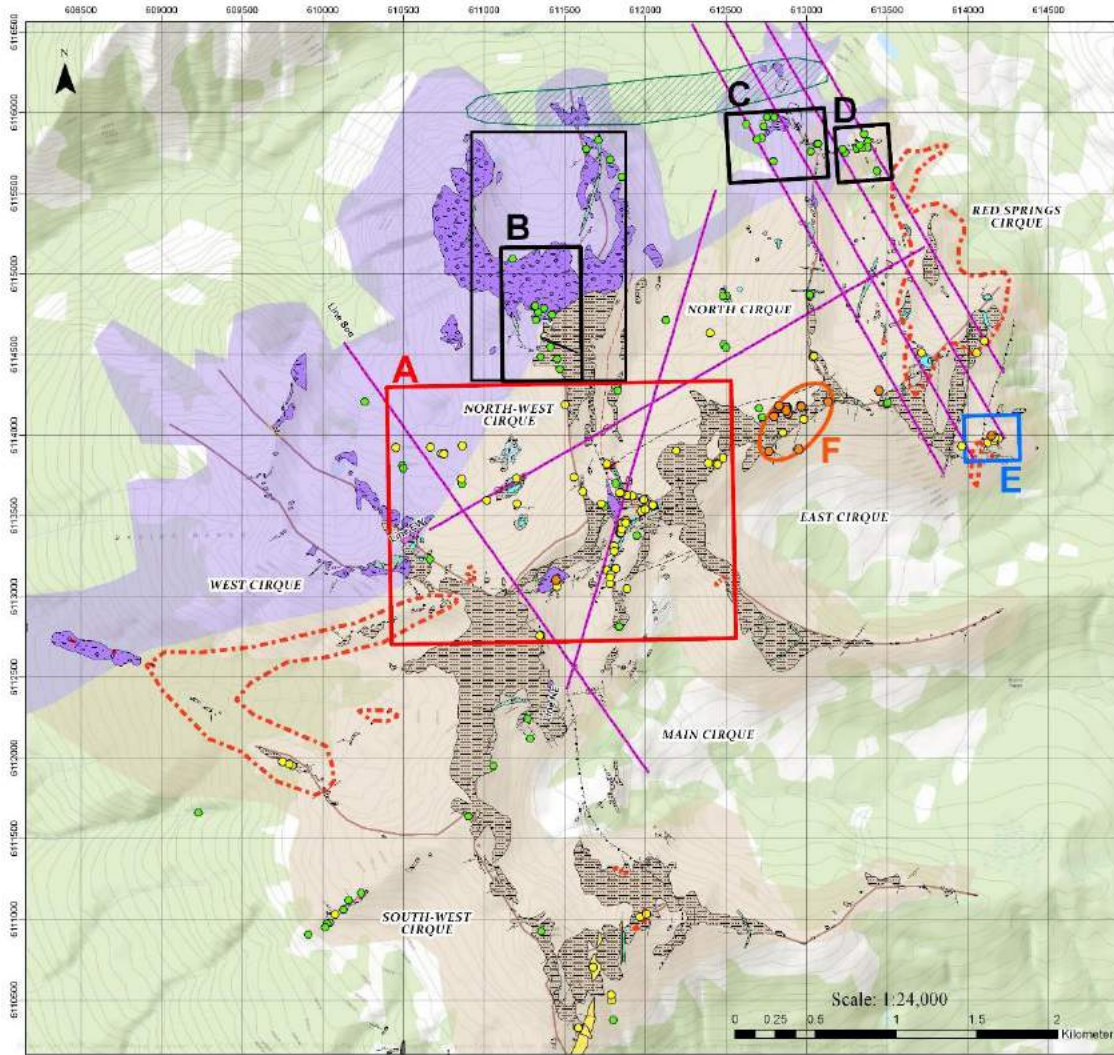 608500 609000 609500 610000 610500 611000 611500 612000 612500 613000 613500 614000 614500
6116500
N
C
D
6116000
6115500
RED SPRINGS
CIRQUE
B
6115000
NORTH CIRQUE
Line Boa
6114500
A
NORTH-WEST
CIRQUE
6114000
F
E
EAST CIRQUE
6113500
WEST CIRQUE
6113000
6112500
MAIN CIRQUE
6112000
6111500
6111000
SOUTH-WEST
CIRQUE
6110500
Scale: 1:24,000
0 0.25 0.5 1 1.5 2
Kilometer